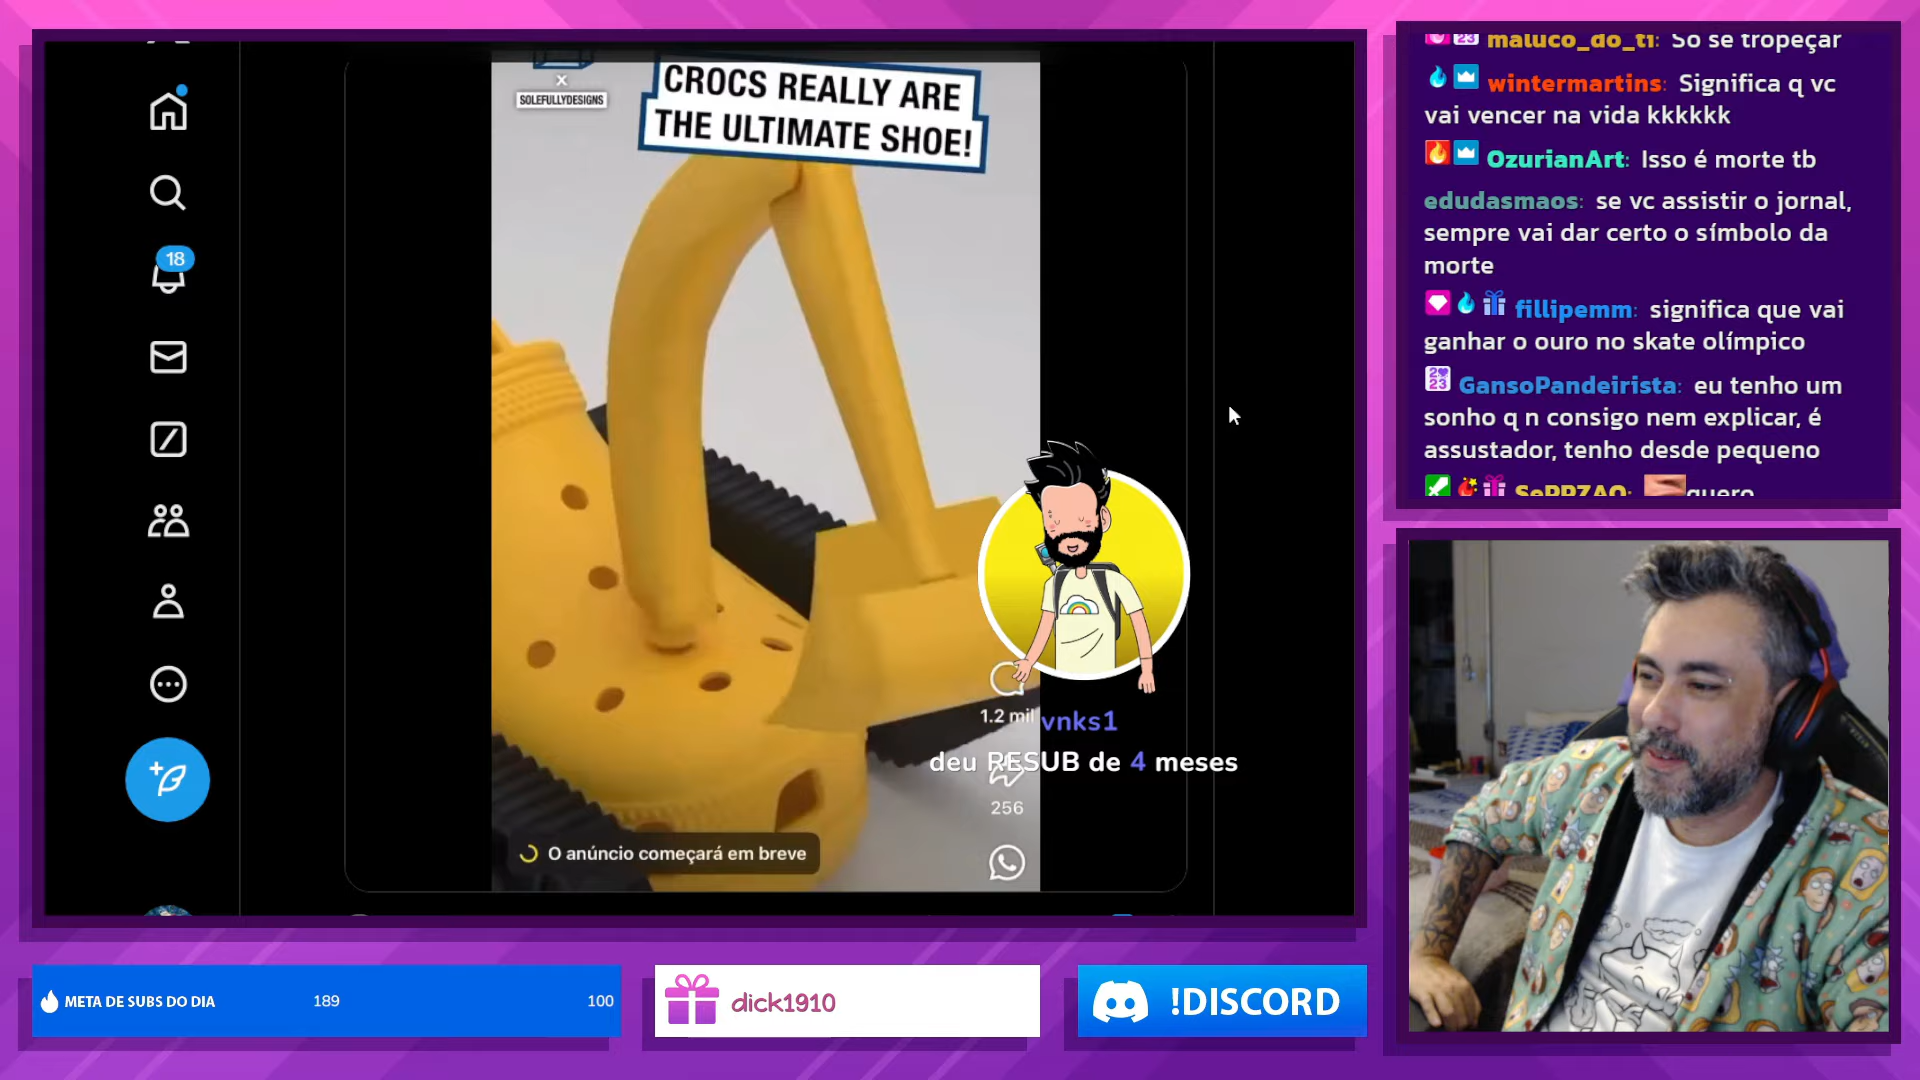 X
SOLEFULLYDESIGNS
CROCS REALLY ARE
THE ULTIMATE SHOE!
18
1.2 mil
vnks1
deu RESUB de 4 meses
256
O anúncio começará em breve
maluco_do_ti: Só se tropeçar
wintermartins: Significa q vc
vai vencer na vida kkkkkk
OzurianArt: Isso é morte tb
edudasmaos: se vc assistir o jornal,
sempre vai dar certo o símbolo da
morte
fillipemm: significa que vai
ganhar o ouro no skate olímpico
2023
GansoPandeirista: eu tenho um
sonho q n consigo nem explicar, é
assustador, tenho desde pequeno
quero
META DE SUBS DO DIA
189
100
dick1910
!DISCORD